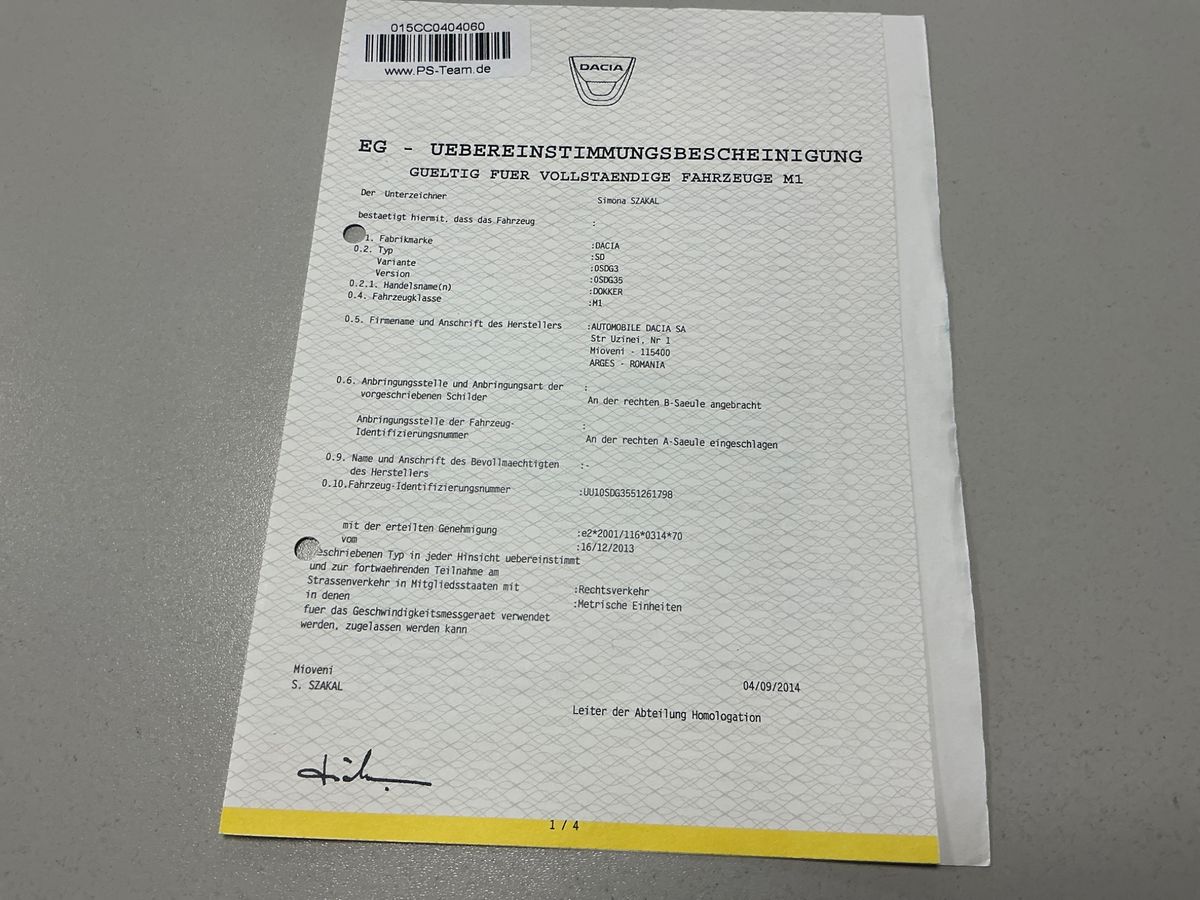 015CC0404060
www.PS-Team.de
DACIA
EG - UEBEREINSTIMMUNGSBESCHEINIGUNG
GUELTIG FUER VOLLSTAENDIGE FAHRZEUGE M1
Der Unterzeichner Simona SZAKAL
bestaetigt hiermit, dass das Fahrzeug :
1. Fabrikmarke :DACIA
0.2. Typ :SD
Variante :0SDG3
Version :0SDG35
0.2.1. Handelsname(n) :DOKKER
0.4. Fahrzeugklasse :M1
0.5. Firmename und Anschrift des Herstellers :AUTOMOBILE DACIA SA
Str Uzinei, Nr 1
Mioveni - 115400
ARGES - ROMANIA
0.6. Anbringungsstelle und Anbringungsart der :
vorgeschriebenen Schilder An der rechten B-Saeule angebracht
Anbringungsstelle der Fahrzeug- :
Identifizierungsnummer An der rechten A-Saeule eingeschlagen
0.9. Name und Anschrift des Bevollmaechtigten :-
des Herstellers
0.10.Fahrzeug-Identifizierungsnummer :UU10SDG3551261798
mit der erteilten Genehmigung :e2*2001/116*0314*70
vom :16/12/2013
eschriebenen Typ in jeder Hinsicht uebereinstimmt
und zur fortwaehrenden Teilnahme am
Strassenverkehr in Mitgliedsstaaten mit :Rechtsverkehr
in denen :Metrische Einheiten
fuer das Geschwindigkeitsmessgeraet verwendet
werden, zugelassen werden kann
Mioveni
S. SZAKAL 04/09/2014
Leiter der Abteilung Homologation
1 / 4